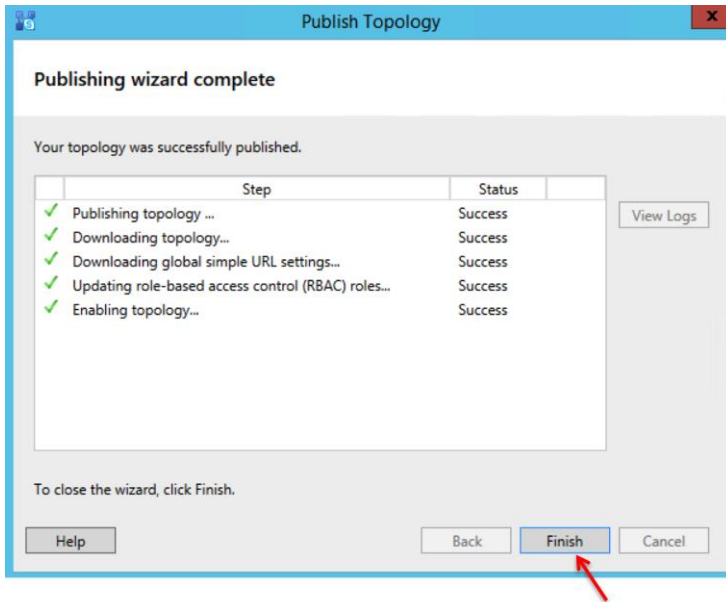 Publish Topology
x
Publishing wizard complete
Your topology was successfully published.
Step Status
Publishing topology ... Success
View Logs
Downloading topology... Success
Downloading global simple URL settings... Success
Updating role-based access control (RBAC) roles... Success
Enabling topology... Success
To close the wizard, click Finish.
Help Back Finish Cancel